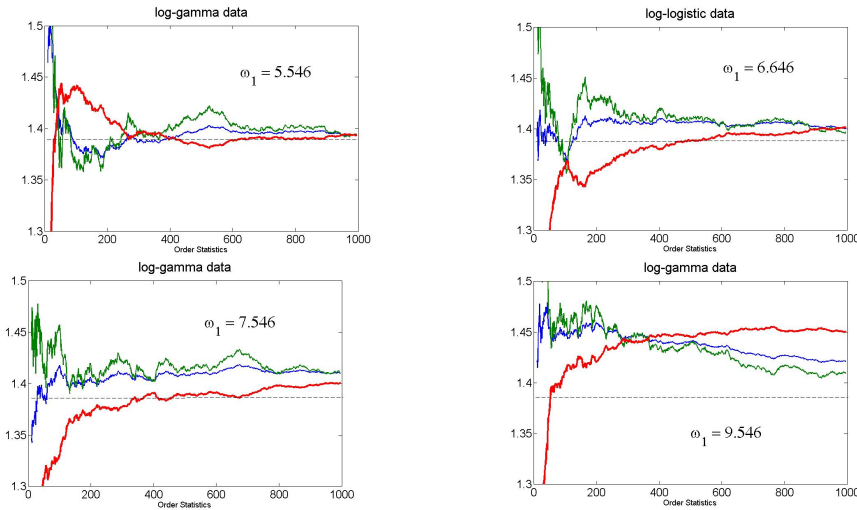 log-gamma data
1.5
1.45
1.4
1.35
1.3
ω1 = 5.546
0 200 400 600 800 1000
Order Statistics
log-logistic data
1.5
1.45
1.4
1.35
1.3
ω1 = 6.646
0 200 400 600 800 1000
Order Statistics
log-gamma data
1.5
1.45
1.4
1.35
1.3
ω1 = 7.546
0 200 400 600 800 1000
Order Statistics
log-gamma data
1.5
1.45
1.4
1.35
1.3
ω1 = 9.546
0 200 400 600 800 1000
Order Statistics